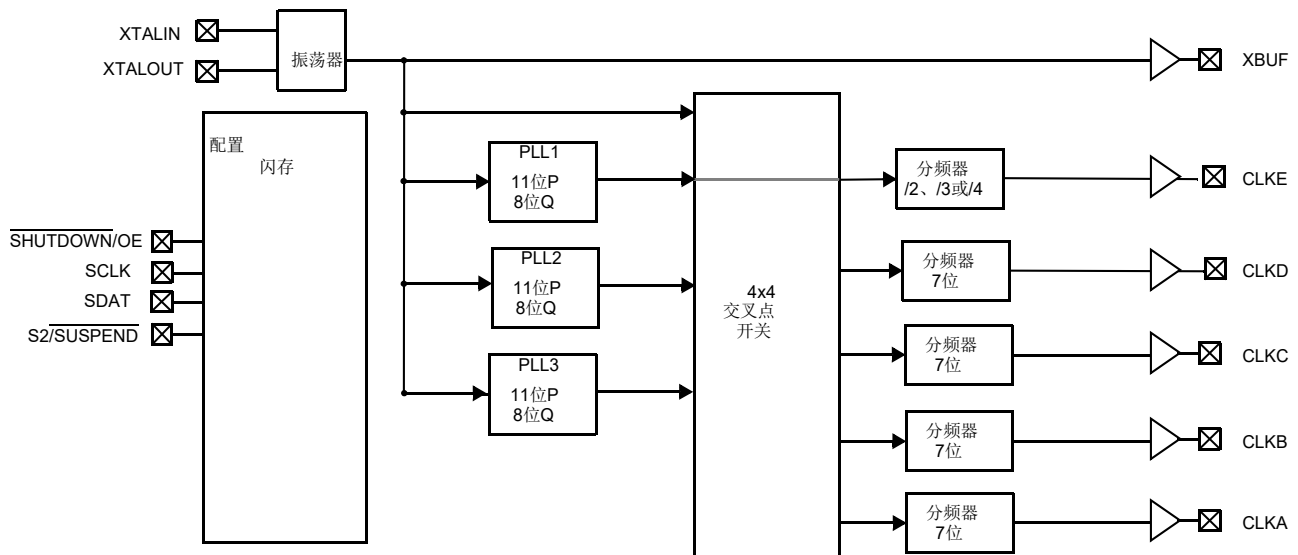 XTALIN
XTALOUT
振荡器
XBUF
配置
闪存
SHUTDOWN/OE
SCLK
SDAT
S2/SUSPEND
PLL1
11位P
8位Q
PLL2
11位P
8位Q
PLL3
11位P
8位Q
4x4
交叉点
开关
分频器
/2、/3或/4
CLKE
分频器
7位
CLKD
分频器
7位
CLKC
分频器
7位
CLKB
分频器
7位
CLKA